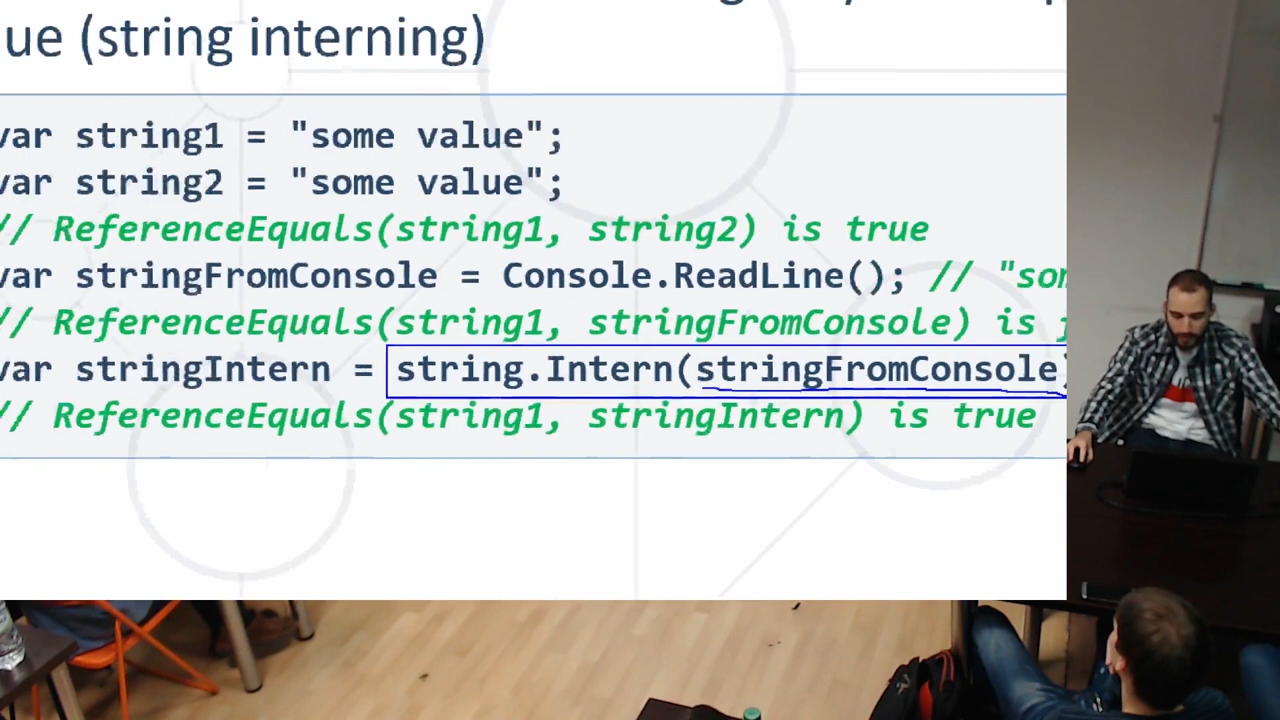 ue (string interning)
var string1 = "some value";
var string2 = "some value";
// ReferenceEquals(string1, string2) is true
var stringFromConsole = Console.ReadLine(); // "som
// ReferenceEquals(string1, stringFromConsole) is
var stringIntern = string.Intern(stringFromConsole)
// ReferenceEquals(string1, stringIntern) is true